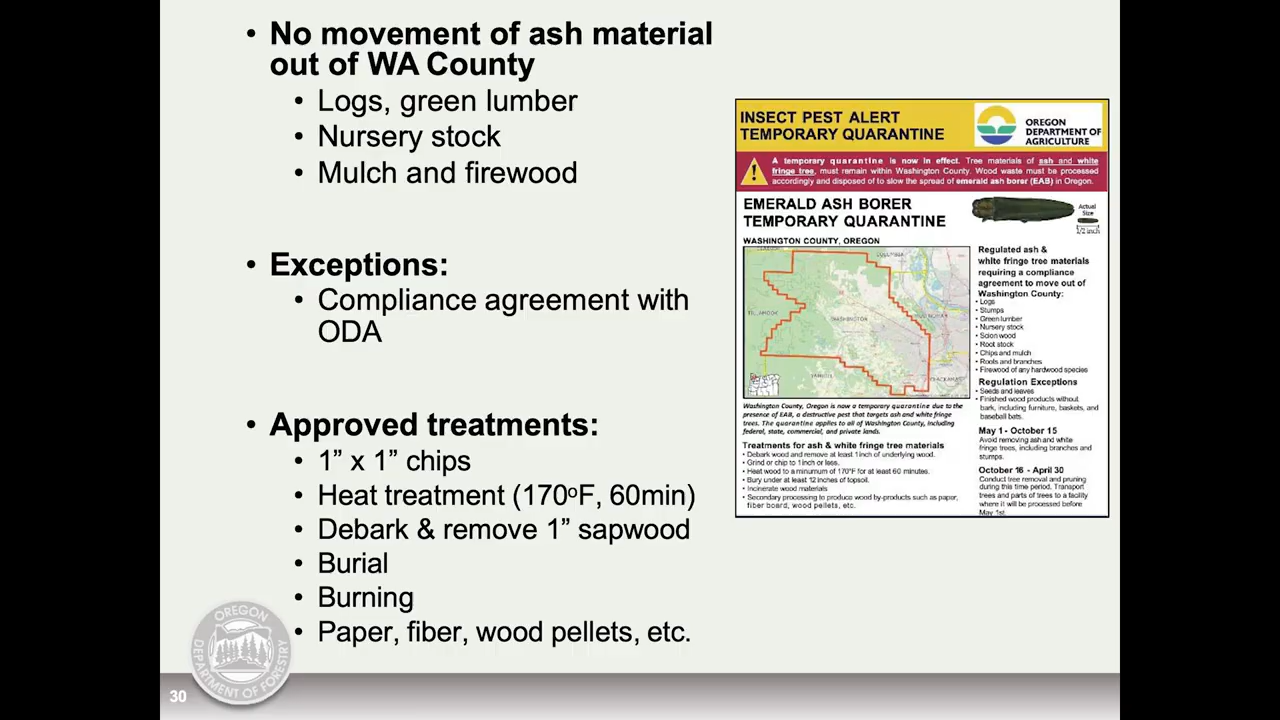 • No movement of ash material
out of WA County
• Logs, green lumber
• Nursery stock
• Mulch and firewood
• Exceptions:
• Compliance agreement with
ODA
• Approved treatments:
• 1” x 1” chips
• Heat treatment (170ºF, 60min)
• Debark & remove 1” sapwood
• Burial
• Burning
• Paper, fiber, wood pellets, etc.
INSECT PEST ALERT
TEMPORARY QUARANTINE
OREGON
DEPARTMENT OF
AGRICULTURE
A temporary quarantine is now in effect. Tree materials of ash and white
fringe tree, must remain within Washington County. Wood waste must be processed
accordingly and disposed of to slow the spread of emerald ash borer (EAB) in Oregon.
EMERALD ASH BORER
TEMPORARY QUARANTINE
Actual
Size
1/2 inch
WASHINGTON COUNTY, OREGON
COLUMBIA
TILLAMOOK
WASHINGTON
MULTNOMAH
YAMHILL
CLACKAMAS
Washington County, Oregon is now a temporary quarantine due to the
presence of EAB, a destructive pest that targets ash and white fringe
trees. The quarantine applies to all of Washington County, including
federal, state, commercial, and private lands.
Treatments for ash & white fringe tree materials
• Debark wood and remove at least 1 inch of underlying wood.
• Grind or chip to 1 inch or less.
• Heat wood to a minumum of 170°F for at least 60 minutes.
• Bury under at least 12 inches of topsoil.
• Incinerate wood materials
• Secondary processing to produce wood by-products such as paper,
fiber board, wood pellets, etc.
Regulated ash &
white fringe tree materials
requiring a compliance
agreement to move out of
Washington County:
• Logs
• Stumps
• Green lumber
• Nursery stock
• Scion wood
• Root stock
• Chips and mulch
• Roots and branches
• Firewood of any hardwood species
Regulation Exceptions
• Seeds and leaves
• Finished wood products without
bark, including furniture, baskets, and
baseball bats.
May 1 - October 15
Avoid removing ash and white
fringe trees, including branches and
stumps.
October 16 - April 30
Conduct tree removal and pruning
during this time period. Transport
trees and parts of trees to a facility
where it will be processed before
May 1st.
OREGON
DEPARTMENT OF FORESTRY
30